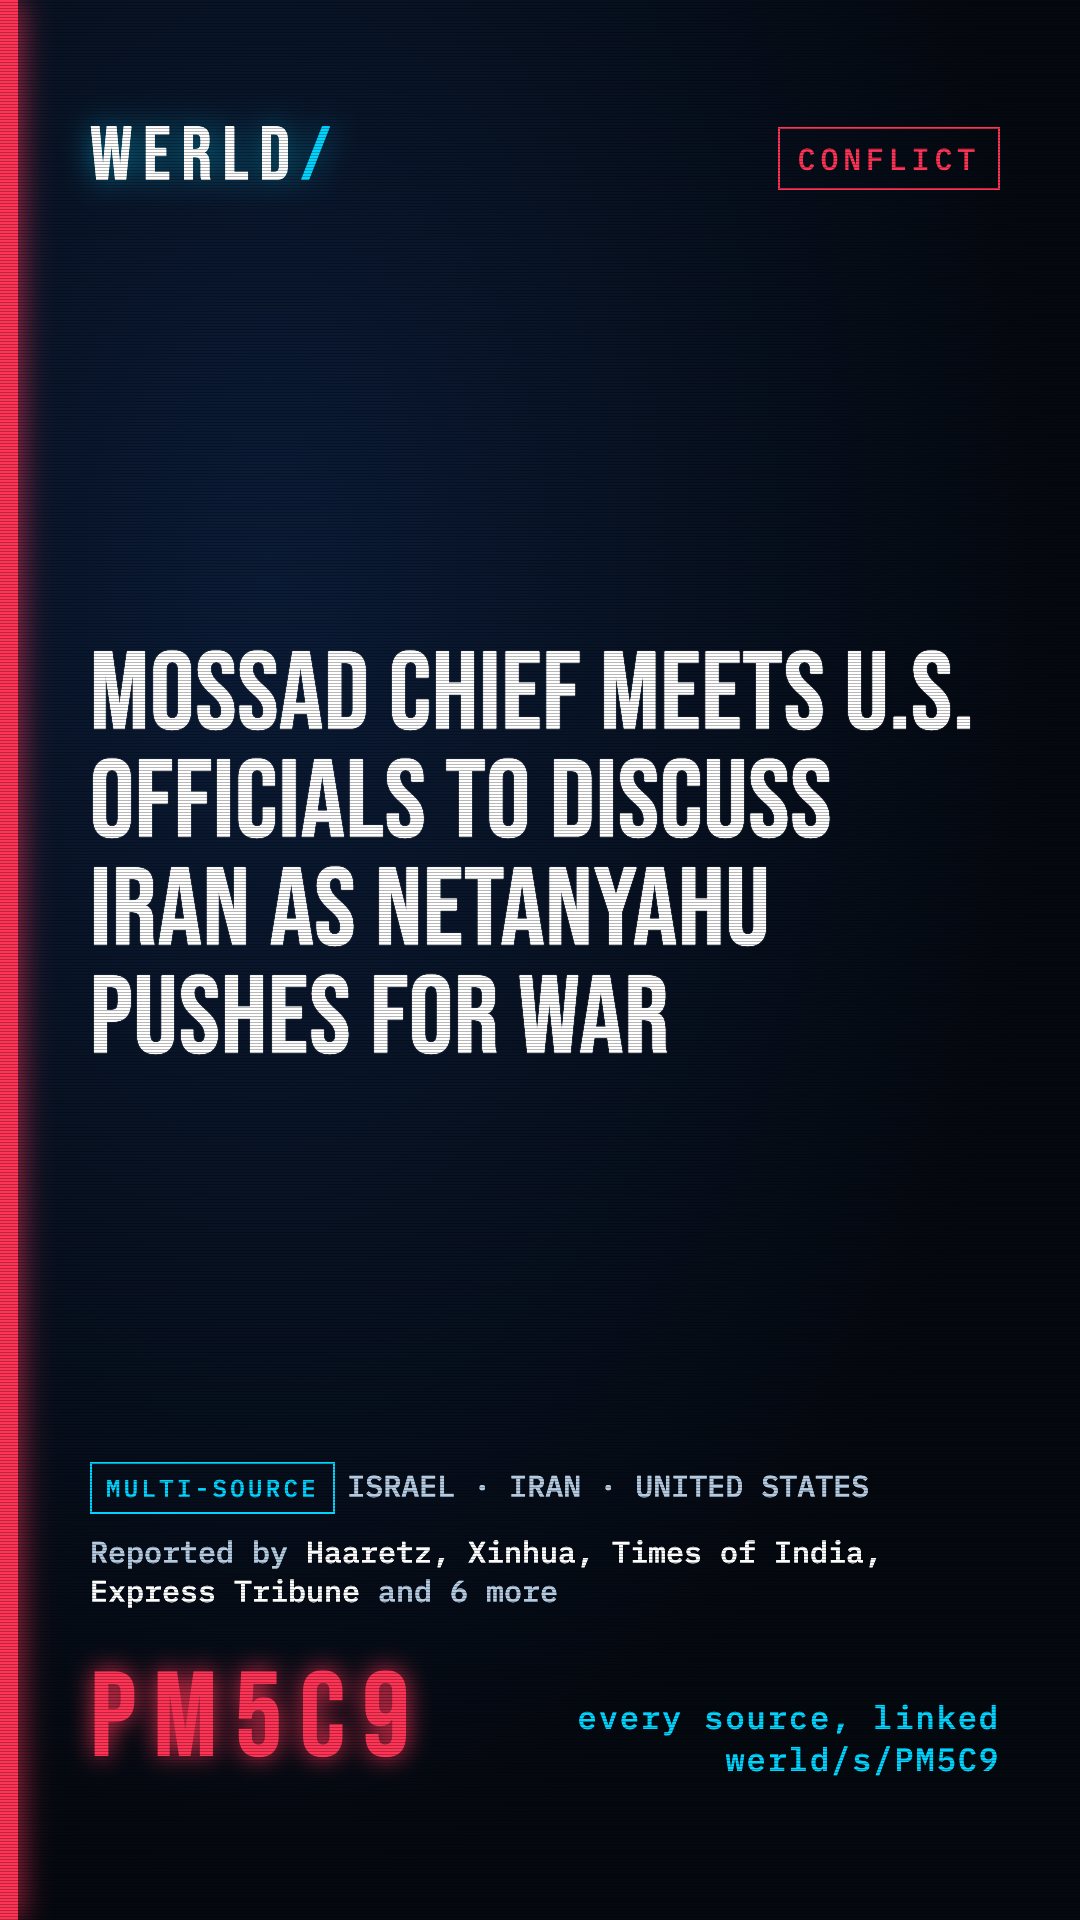 WERLD/
CONFLICT
MOSSAD CHIEF MEETS U.S.
OFFICIALS TO DISCUSS
IRAN AS NETANYAHU
PUSHES FOR WAR
MULTI-SOURCE ISRAEL · IRAN · UNITED STATES
Reported by Haaretz, Xinhua, Times of India,
Express Tribune and 6 more
PM5C9
every source, linked
werld/s/PM5C9